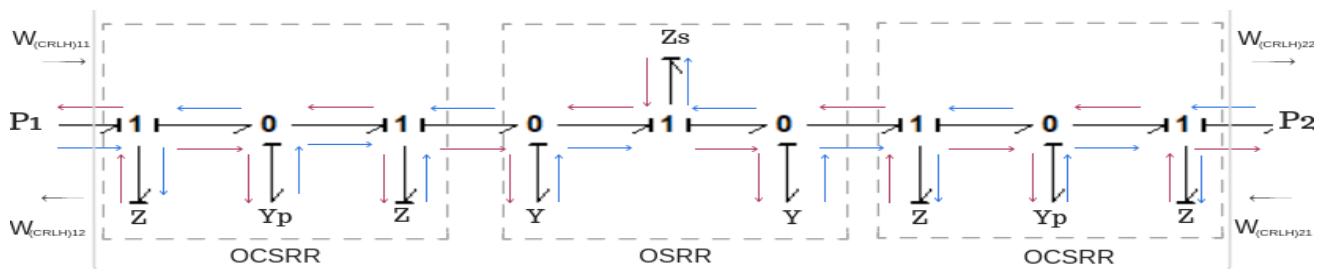 Zs
W(CRLH)11
W(CRLH)22
P1 1 0 1 0 1 0 1 0 1 P2
Z Yp Z Y Y Z Yp Z
W(CRLH)12
W(CRLH)21
OCSRR OSRR OCSRR